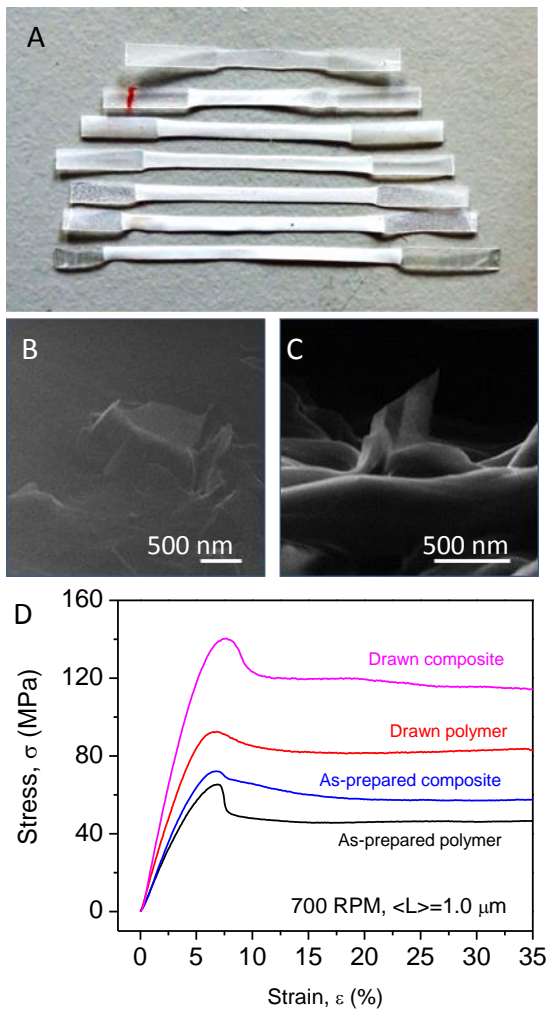 A
B
500 nm
C
500 nm
D
160
120
80
40
0
Stress, σ (MPa)
Drawn composite
Drawn polymer
As-prepared composite
As-prepared polymer
700 RPM, <L>=1.0 μm
0 5 10 15 20 25 30 35
Strain, ε (%)